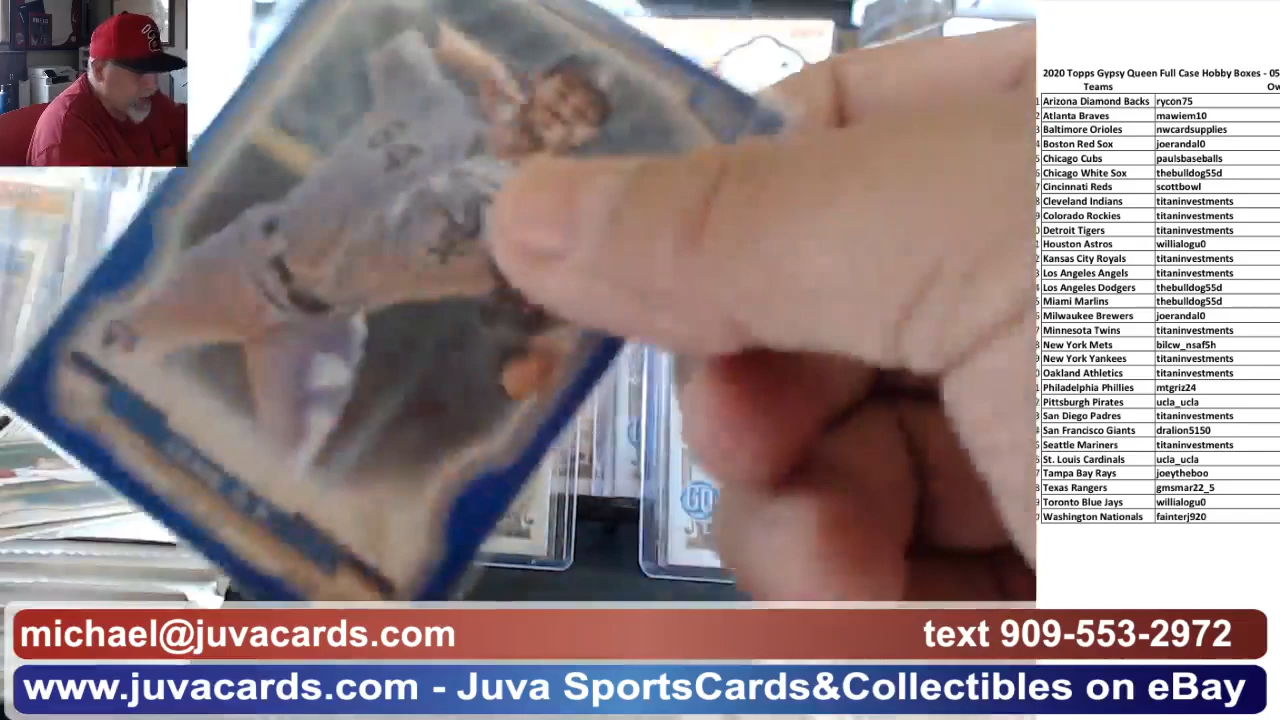 2020 Topps Gypsy Queen Full Case Hobby Boxes - 05
Teams Ow
Arizona Diamond Backs rycon75
Atlanta Braves mawiem10
Baltimore Orioles nwcardsupplies
Boston Red Sox joerandal0
Chicago Cubs paulsbaseballs
Chicago White Sox thebulldog55d
Cincinnati Reds scottbowl
Cleveland Indians titaninvestments
Colorado Rockies titaninvestments
Detroit Tigers titaninvestments
Houston Astros willialogu0
Kansas City Royals titaninvestments
Los Angeles Angels titaninvestments
Los Angeles Dodgers thebulldog55d
Miami Marlins thebulldog55d
Milwaukee Brewers joerandal0
Minnesota Twins titaninvestments
New York Mets bilcw_nsaf5h
New York Yankees titaninvestments
Oakland Athletics titaninvestments
Philadelphia Phillies mtgriz24
Pittsburgh Pirates ucla_ucla
San Diego Padres titaninvestments
San Francisco Giants dralion5150
Seattle Mariners titaninvestments
St. Louis Cardinals ucla_ucla
Tampa Bay Rays joeytheboo
Texas Rangers gmsmar22_5
Toronto Blue Jays willialogu0
Washington Nationals fainterj920
michael@juvacards.com text 909-553-2972
www.juvacards.com - Juva SportsCards&Collectibles on eBay